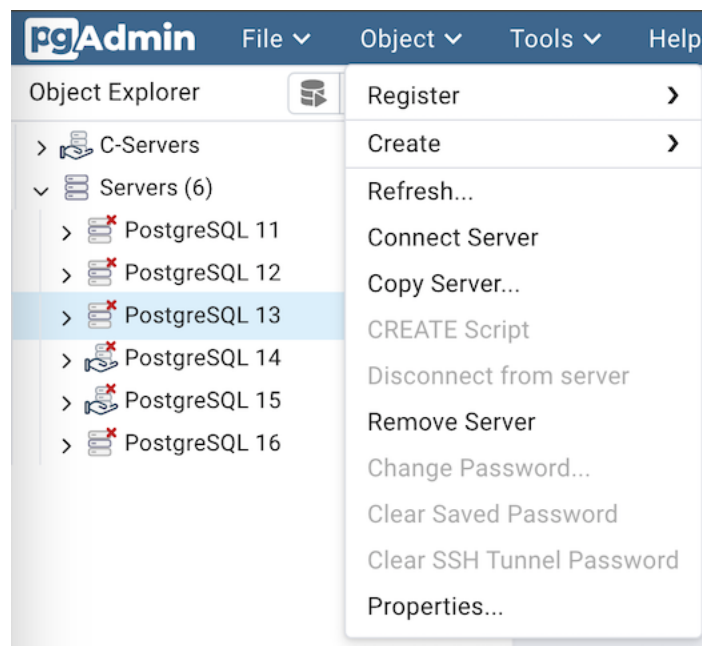 pgAdmin File Object Tools Help
Object Explorer
C-Servers
Servers (6)
PostgreSQL 11
PostgreSQL 12
PostgreSQL 13
PostgreSQL 14
PostgreSQL 15
PostgreSQL 16
Register
Create
Refresh...
Connect Server
Copy Server...
CREATE Script
Disconnect from server
Remove Server
Change Password...
Clear Saved Password
Clear SSH Tunnel Password
Properties...